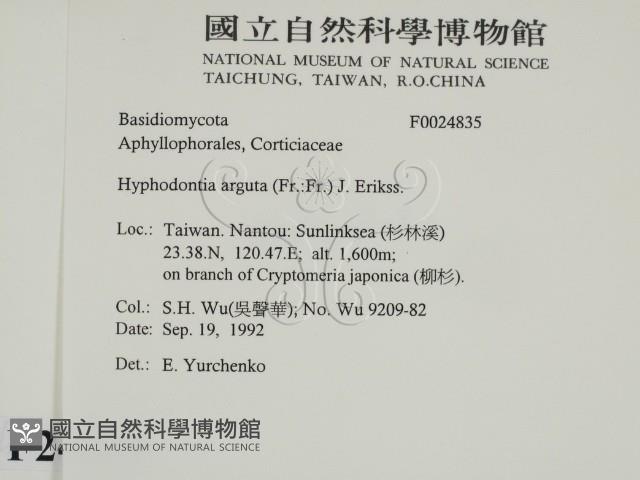 國立自然科學博物館
NATIONAL MUSEUM OF NATURAL SCIENCE
TAICHUNG, TAIWAN, R.O.CHINA
Basidiomycota F0024835
Aphyllophorales, Corticiaceae
Hyphodontia arguta (Fr.:Fr.) J. Erikss.
Loc.: Taiwan. Nantou: Sunlinksea (杉林溪)
23.38.N, 120.47.E; alt. 1,600m;
on branch of Cryptomeria japonica (柳杉).
Col.: S.H. Wu(吳聲華); No. Wu 9209-82
Date: Sep. 19, 1992
Det.: E. Yurchenko
國立自然科學博物館
NATIONAL MUSEUM OF NATURAL SCIENCE